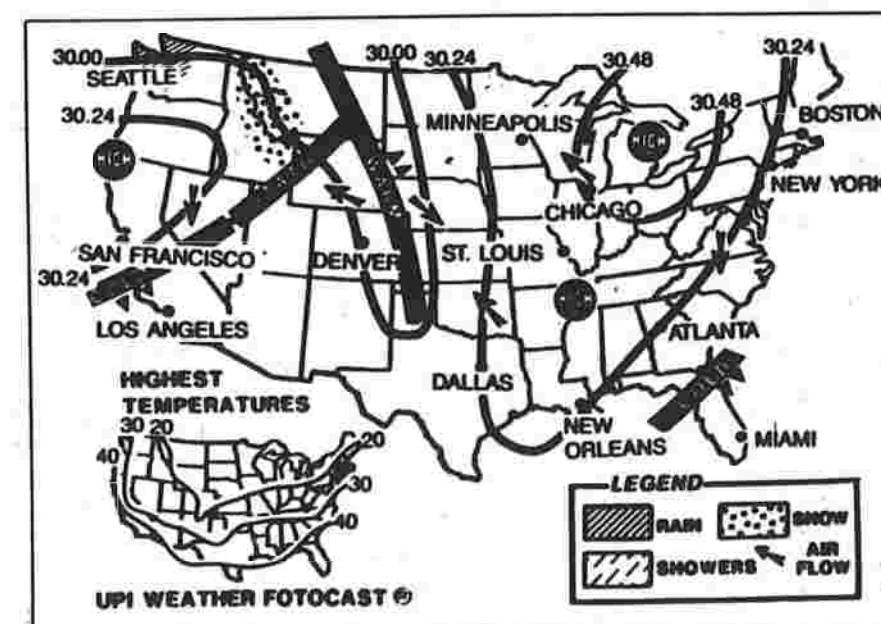 30.00
30.00
30.24
30.48
30.24
SEATTLE
30.24
30.48
MINNEAPOLIS
BOSTON
HIGH
HIGH
NEW YORK
CHICAGO
SAN FRANCISCO
DENVER
ST. LOUIS
30.24
LOS ANGELES
ATLANTA
HIGHEST
TEMPERATURES
DALLAS
NEW
ORLEANS
MIAMI
30
20
40
20
30
40
LEGEND
RAIN
SNOW
SHOWERS
AIR
FLOW
UPI WEATHER FOTOCAST